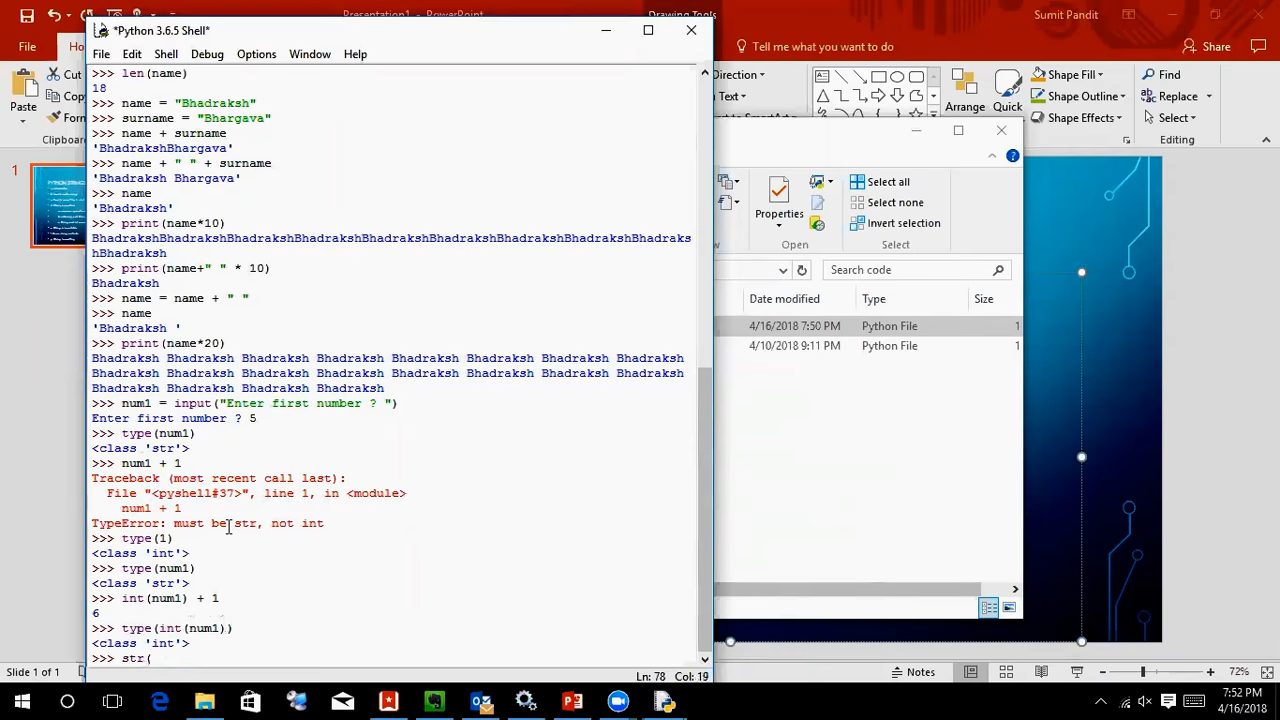 Presentation1 - PowerPoint
Drawing Tools
Sumit Pandit
File
Tell me what you want to do
Share
Cut
Paste
Clipboard
*Python 3.6.5 Shell*
File Edit Shell Debug Options Window Help
>>> len(name)
18
>>> name = "Bhadraksh"
>>> surname = "Bhargava"
>>> name + surname
'BhadrakshBhargava'
>>> name + " " + surname
'Bhadraksh Bhargava'
>>> name
'Bhadraksh'
>>> print(name*10)
BhadrakshBhadrakshBhadrakshBhadrakshBhadrakshBhadrakshBhadrakshBhadrakshBhadraks
hBhadraksh
>>> print(name+" " * 10)
Bhadraksh
>>> name = name + " "
>>> name
'Bhadraksh '
>>> print(name*20)
Bhadraksh Bhadraksh Bhadraksh Bhadraksh Bhadraksh Bhadraksh Bhadraksh Bhadraksh
Bhadraksh Bhadraksh Bhadraksh Bhadraksh Bhadraksh Bhadraksh Bhadraksh Bhadraksh
Bhadraksh Bhadraksh Bhadraksh Bhadraksh
>>> num1 = input("Enter first number ? ")
Enter first number ? 5
>>> type(num1)
<class 'str'>
>>> num1 + 1
Traceback (most recent call last):
File "<pyshell#37>", line 1, in <module>
num1 + 1
TypeError: must be str, not int
>>> type(1)
<class 'int'>
>>> type(num1)
<class 'str'>
>>> int(num1) + 1
6
>>> type(int(num1))
<class 'int'>
>>> str(
Ln: 78 Col: 19
Shape Fill
Shape Outline
Shape Effects
Arrange
Quick
Find
Replace
Select
Editing
1
Select all
Select none
Invert selection
Properties
Open
Select
Search code
Date modified Type Size
4/16/2018 7:50 PM Python File 1
4/10/2018 9:11 PM Python File 1
Slide 1 of 1
Notes
72%
7:52 PM
4/16/2018